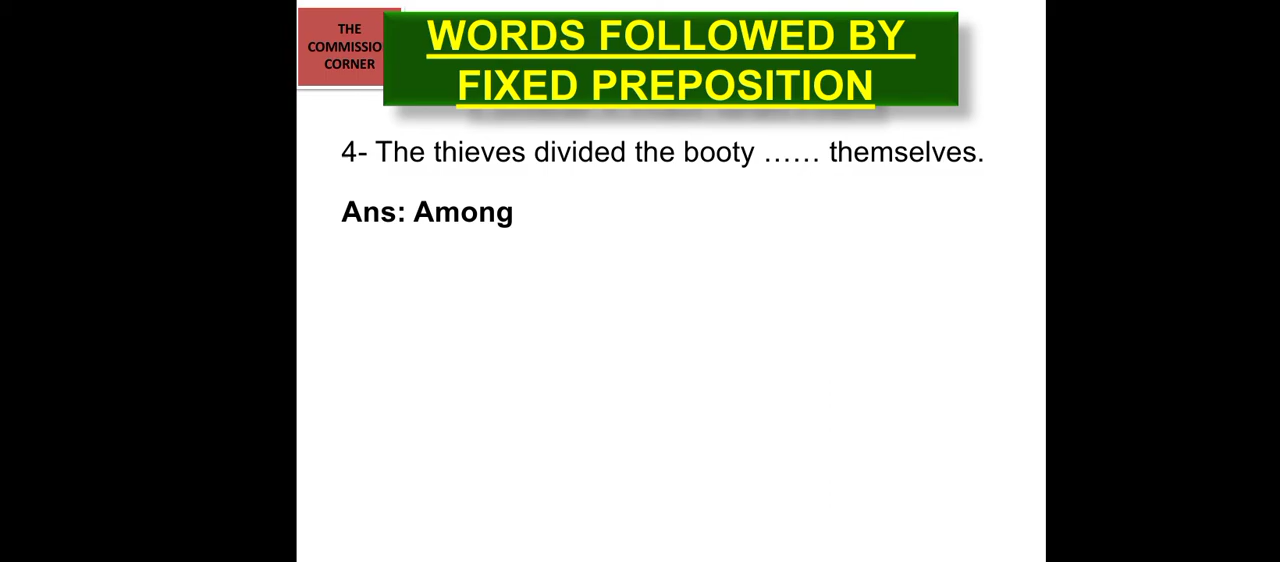 THE
COMMISSIO
CORNER
WORDS FOLLOWED BY
FIXED PREPOSITION
4- The thieves divided the booty …… themselves.
Ans: Among